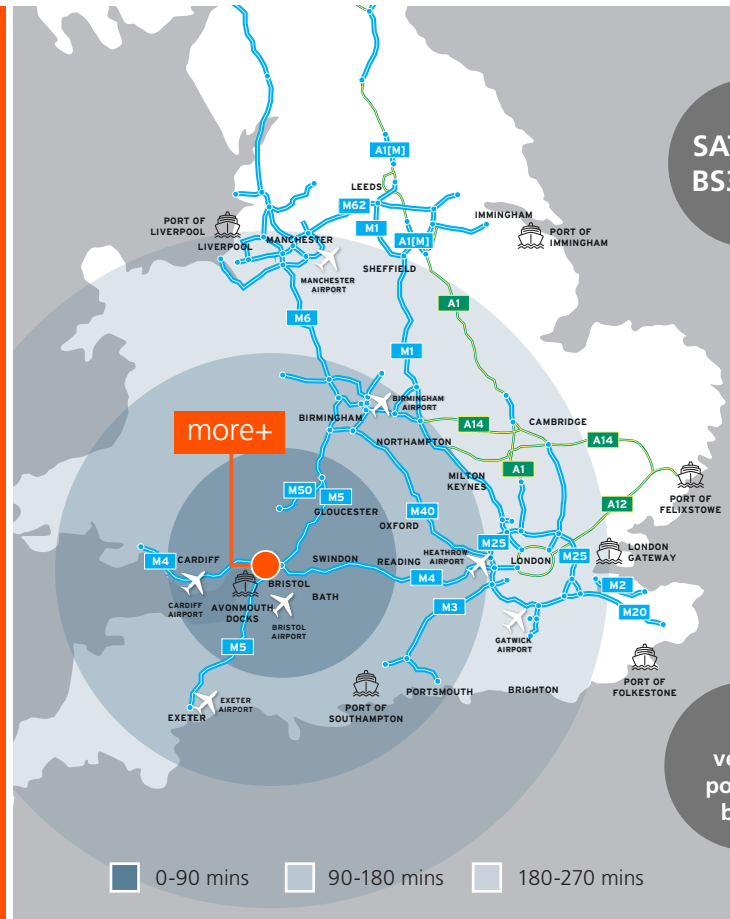 A1[M]
SAT
BS3
LEEDS
M62
PORT OF
LIVERPOOL
LIVERPOOL
MANCHESTER
M1
A1[M]
IMMINGHAM
PORT OF
IMMINGHAM
SHEFFIELD
MANCHESTER
AIRPORT
A1
M6
M1
BIRMINGHAM
AIRPORT
BIRMINGHAM
more+
A14
CAMBRIDGE
NORTHAMPTON
A14
A1
MILTON
KEYNES
M50
M5
PORT OF
FELIXSTOWE
GLOUCESTER
M40
A12
OXFORD
M25
M4
CARDIFF
SWINDON
READING
HEATHROW
AIRPORT
LONDON
M25
LONDON
GATEWAY
BRISTOL
M4
M2
CARDIFF
AIRPORT
AVONMOUTH
DOCKS
BATH
M3
M20
BRISTOL
AIRPORT
M5
GATWICK
AIRPORT
PORT OF
FOLKESTONE
EXETER
AIRPORT
EXETER
PORT OF
SOUTHAMPTON
PORTSMOUTH
BRIGHTON
ve
po
b
0-90 mins
90-180 mins
180-270 mins